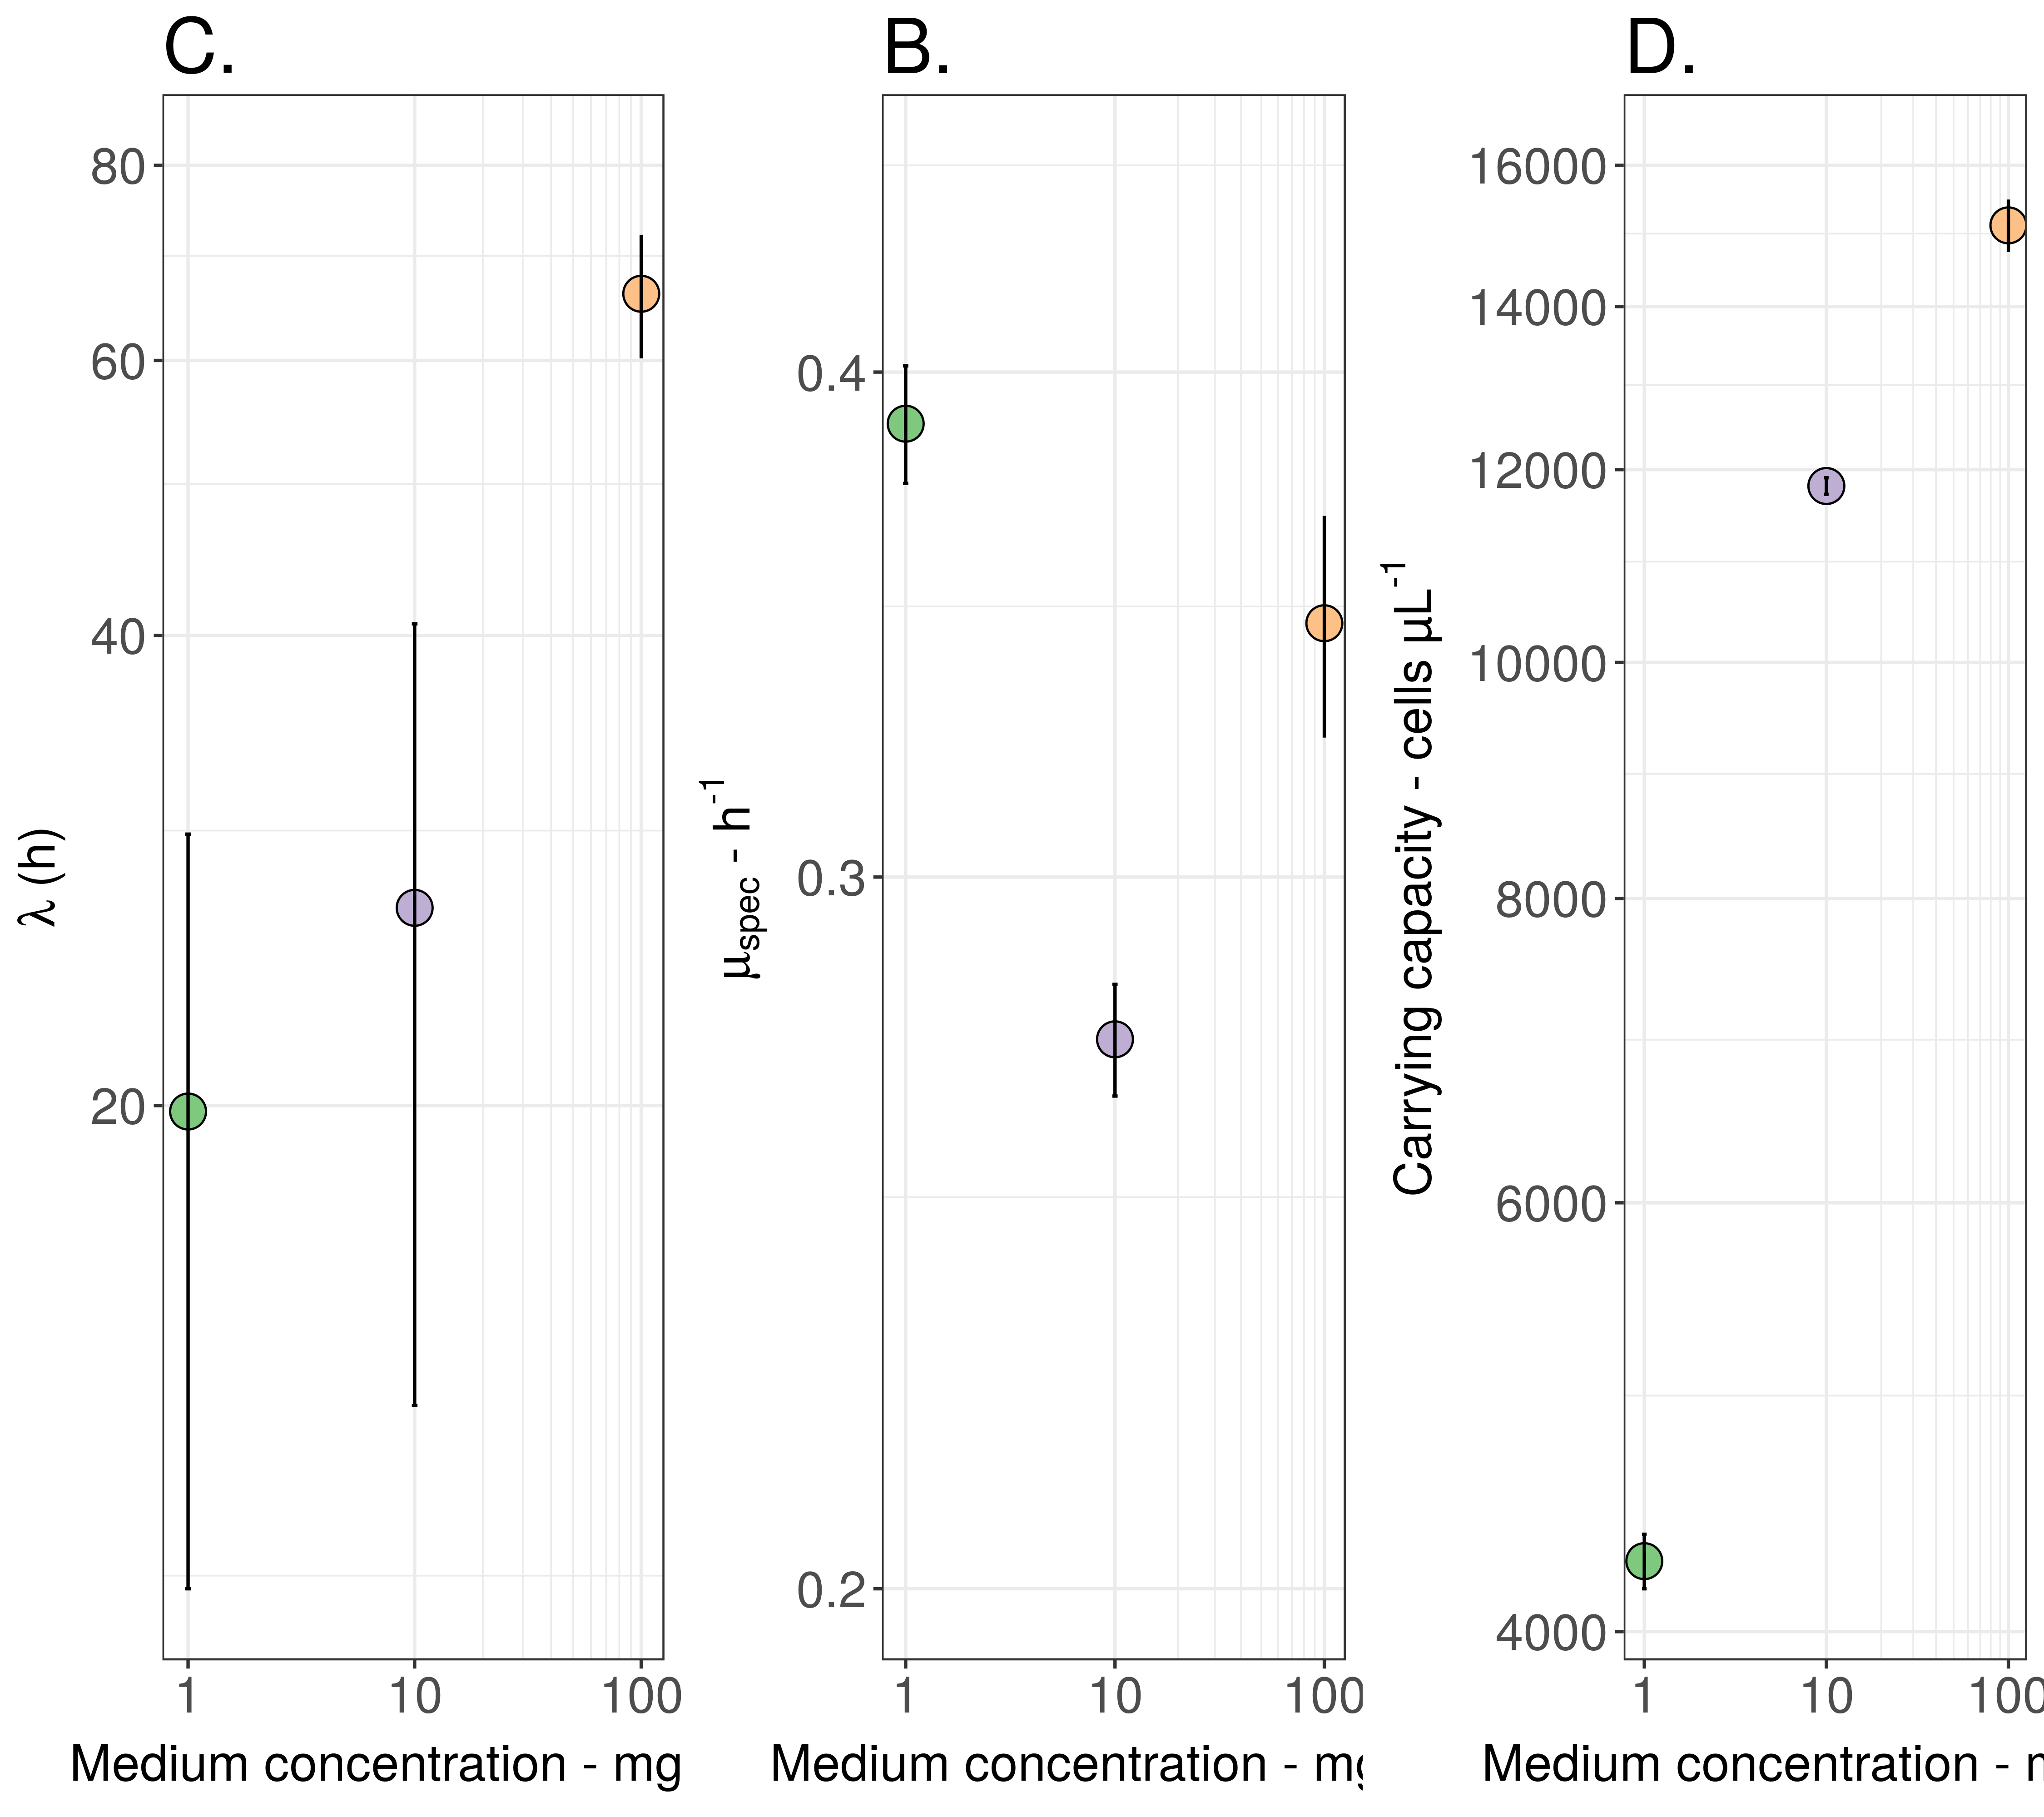 C.
80
60
40
20
λ (h)
1 10 100
Medium concentration - mg
B.
0.4
0.3
0.2
µspec - h-1
1 10 100
Medium concentration - mg
D.
16000
14000
12000
10000
8000
6000
4000
Carrying capacity - cells µL-1
1 10 100
Medium concentration -